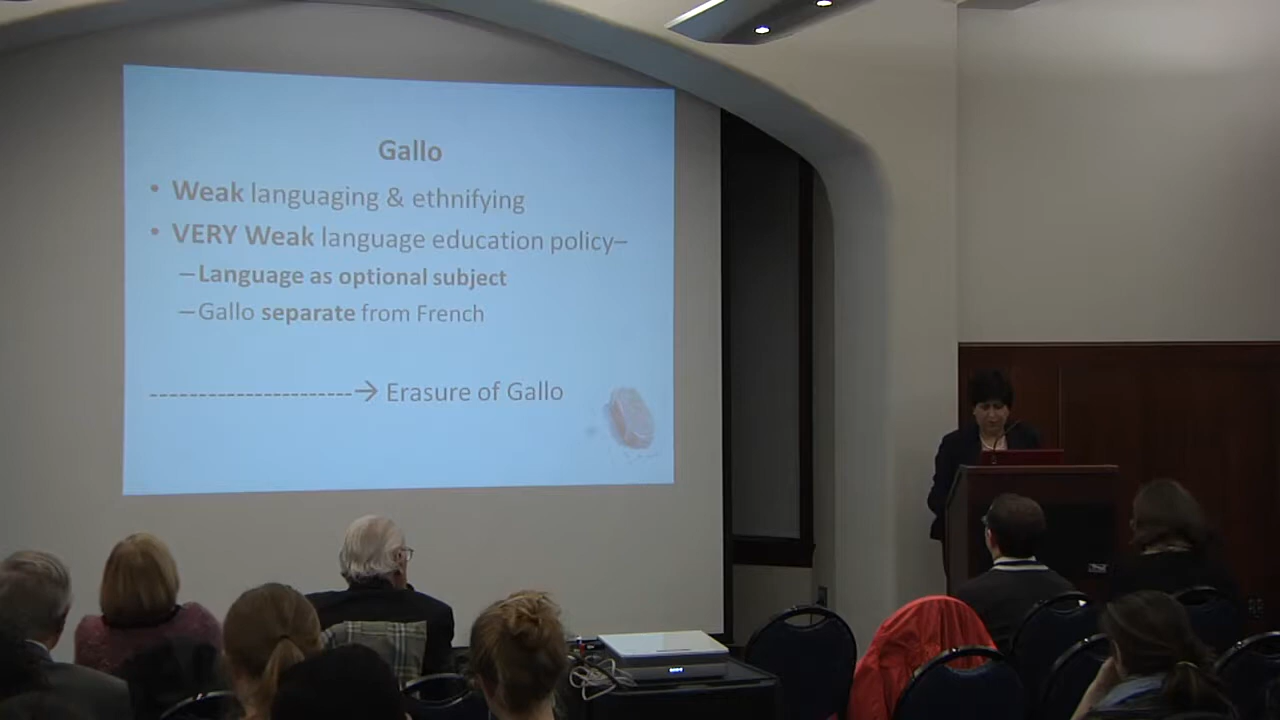 Gallo
• Weak languaging & ethnifying
• VERY Weak language education policy–
–Language as optional subject
–Gallo separate from French
---------------------→ Erasure of Gallo